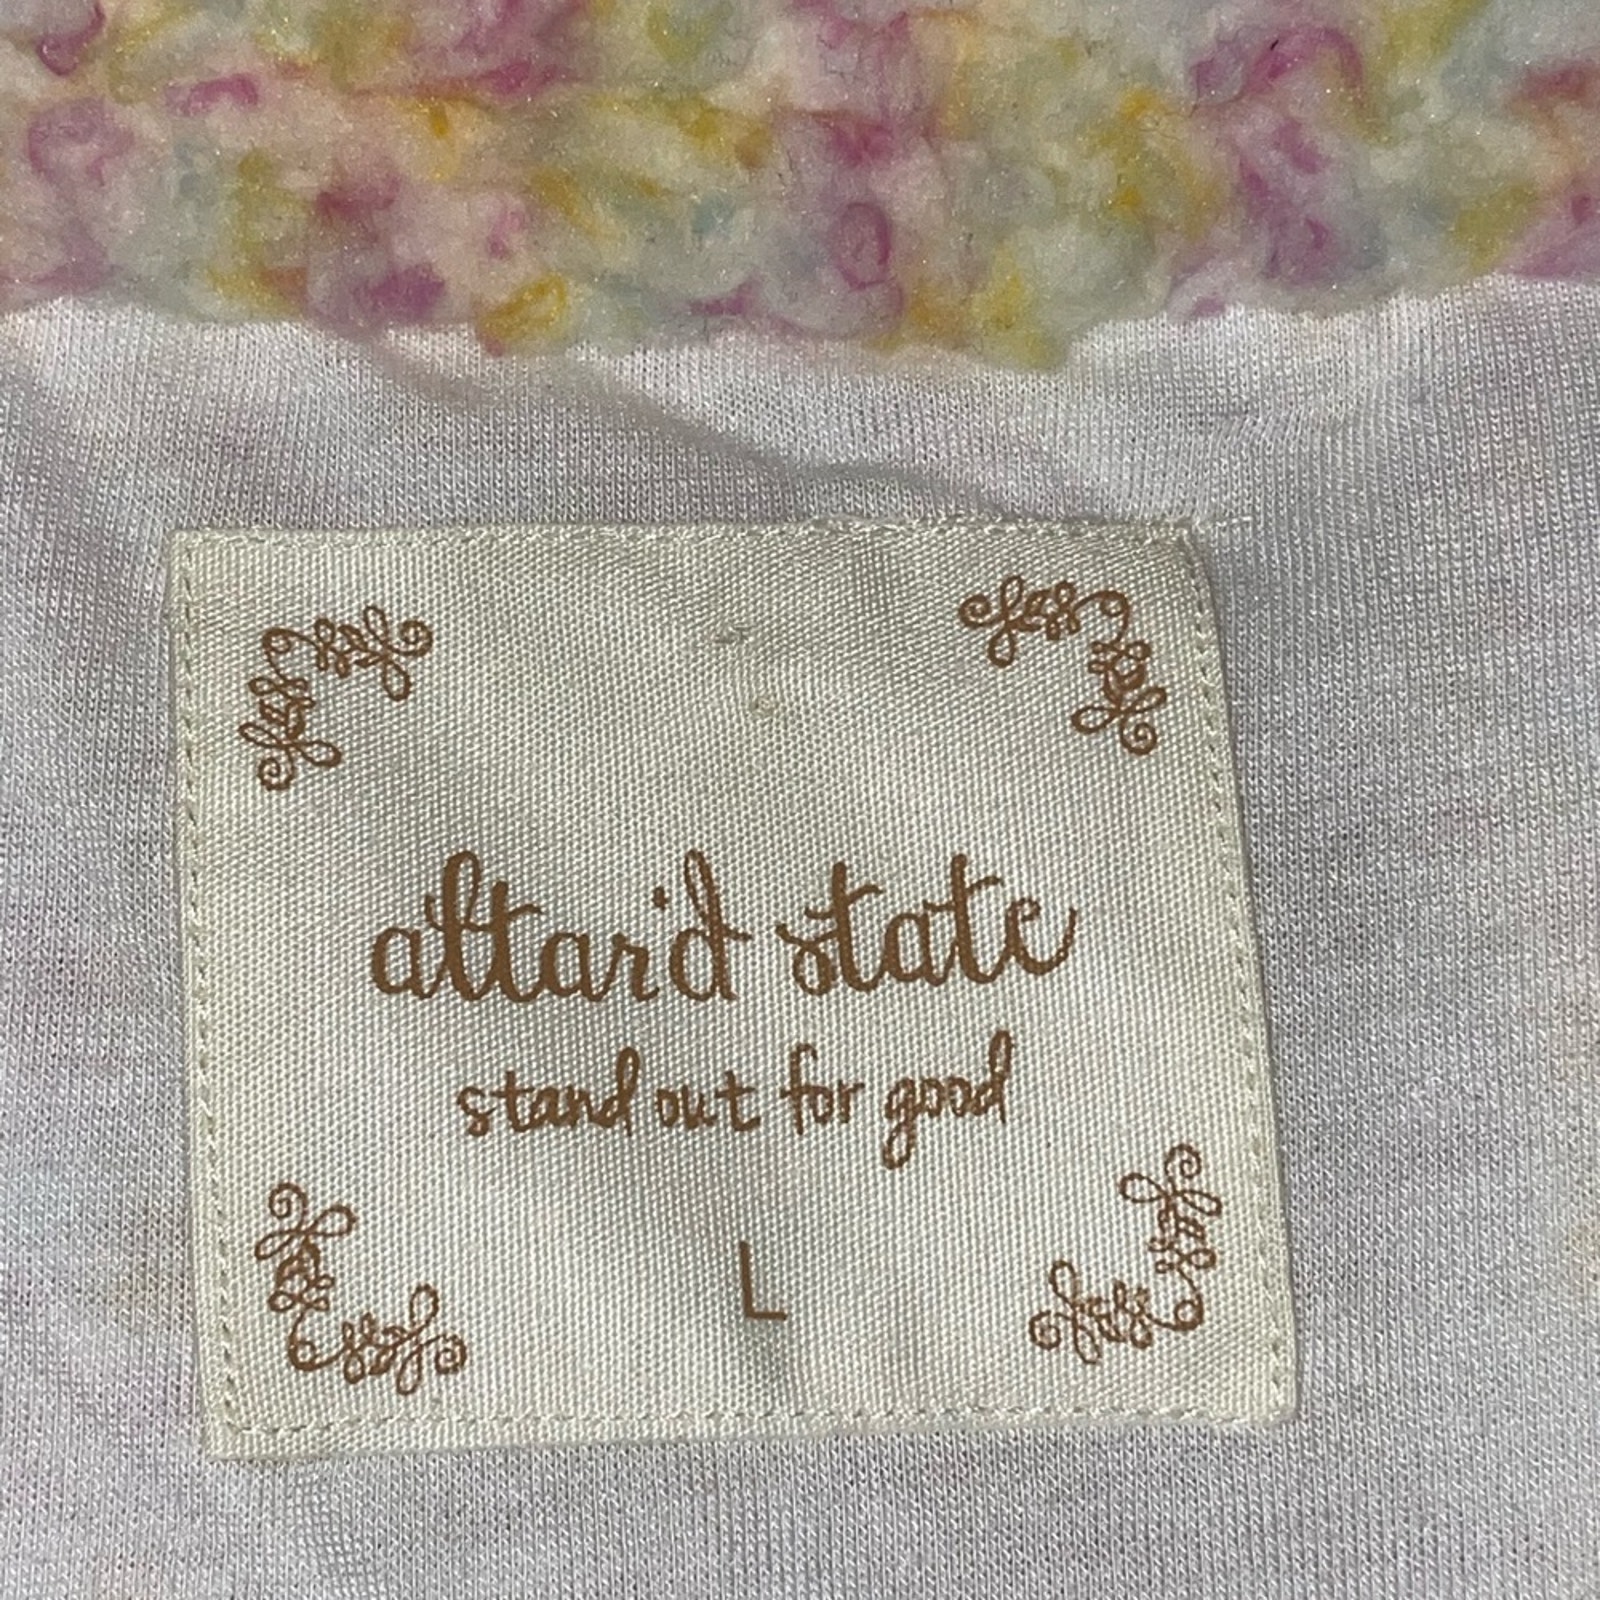 altar'd state
stand out for good
L